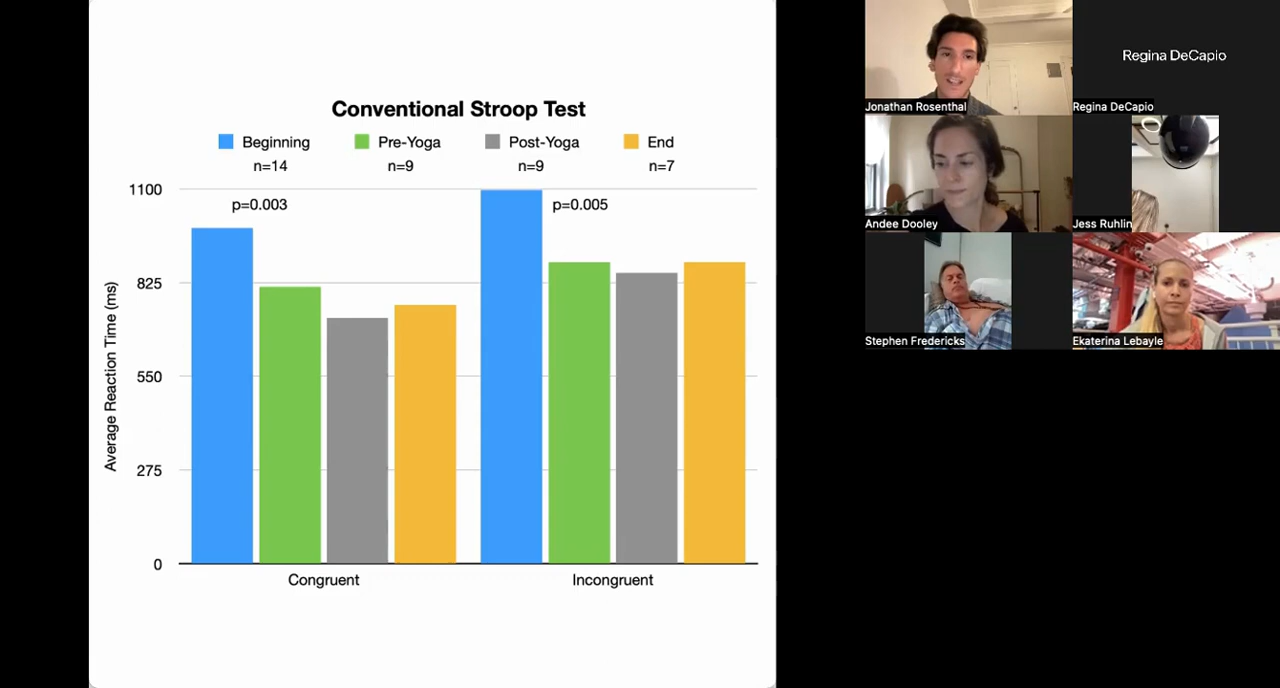 Conventional Stroop Test
Beginning Pre-Yoga Post-Yoga End
n=14 n=9 n=9 n=7
1100
p=0.003 p=0.005
825
550
275
0
Average Reaction Time (ms)
Congruent Incongruent
Jonathan Rosenthal
Regina DeCapio
Regina DeCapio
Andee Dooley
Jess Ruhlin
Stephen Fredericks
Ekaterina Lebayle